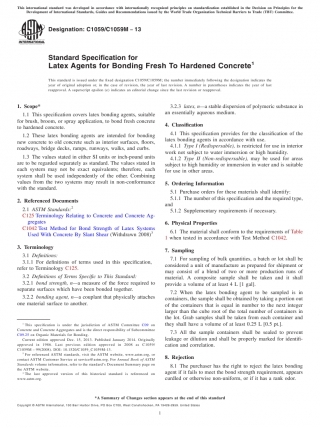 This international standard was developed in accordance with internationally recognized principles on standardization established in the Decision on Principles for the
Development of International Standards, Guides and Recommendations issued by the World Trade Organization Technical Barriers to Trade (TBT) Committee.
Designation: C1059/C1059M − 13
INTERNATIONAL
Standard Specification for
Latex Agents for Bonding Fresh To Hardened Concrete¹
This standard is issued under the fixed designation C1059/C1059M; the number immediately following the designation indicates the
year of original adoption or, in the case of revision, the year of last revision. A number in parentheses indicates the year of last
reapproval. A superscript epsilon (ε) indicates an editorial change since the last revision or reapproval.
1. Scope*
1.1 This specification covers latex bonding agents, suitable
for brush, broom, or spray application, to bond fresh concrete
to hardened concrete.
1.2 These latex bonding agents are intended for bonding
new concrete to old concrete such as interior surfaces, floors,
roadways, bridge decks, ramps, runways, walks, and curbs.
1.3 The values stated in either SI units or inch-pound units
are to be regarded separately as standard. The values stated in
each system may not be exact equivalents; therefore, each
system shall be used independently of the other. Combining
values from the two systems may result in non-conformance
with the standard.
2. Referenced Documents
2.1 ASTM Standards:²
C125 Terminology Relating to Concrete and Concrete Ag-
gregates
C1042 Test Method for Bond Strength of Latex Systems
Used With Concrete By Slant Shear (Withdrawn 2008)³
3. Terminology
3.1 Definitions:
3.1.1 For definitions of terms used in this specification,
refer to Terminology C125.
3.2 Definitions of Terms Specific to This Standard:
3.2.1 bond strength, n—a measure of the force required to
separate surfaces which have been bonded together.
3.2.2 bonding agent, n—a compliant that physically attaches
one material surface to another.
¹ This specification is under the jurisdiction of ASTM Committee C09 on
Concrete and Concrete Aggregates and is the direct responsibility of Subcommittee
C09.25 on Organic Materials for Bonding.
Current edition approved Dec. 15, 2013. Published January 2014. Originally
approved in 1986. Last previous edition approved in 2008 as C1059/
² For referenced ASTM standards, visit the ASTM website, www.astm.org, or
contact ASTM Customer Service at service@astm.org. For Annual Book of ASTM
Standards volume information, refer to the standard's Document Summary page on
the ASTM website.
³ The last approved version of this historical standard is referenced on
www.astm.org.
3.2.3 latex, n—a stable dispersion of polymeric substance in
an essentially aqueous medium.
4. Classification
4.1 This specification provides for the classification of the
latex bonding agents in accordance with use.
4.1.1 Type I (Redispersable), is restricted for use in interior
work not subject to water immersion or high humidity.
4.1.2 Type II (Non-redispersable), may be used for areas
subject to high humidity or immersion in water and is suitable
for use in other areas.
5. Ordering Information
5.1 Purchase orders for these materials shall identify:
5.1.1 The number of this specification and the required type,
and
5.1.2 Supplementary requirements if necessary.
6. Physical Properties
6.1 The material shall conform to the requirements of Table
1 when tested in accordance with Test Method C1042.
7. Sampling
7.1 For sampling of bulk quantities, a batch or lot shall be
considered a unit of manufacture as prepared for shipment or
may consist of a blend of two or more production runs of
material. A composite sample shall be taken and it shall
provide a volume of at least 4 L [1 gal].
7.2 When the latex bonding agent to be sampled is in
containers, the sample shall be obtained by taking a portion out
of the containers that is equal in number to the next integer
larger than the cube root of the total number of containers in
the lot. Grab samples shall be taken from each container and
they shall have a volume of at least 0.25 L [0.5 pt.].
7.3 All the sample containers shall be sealed to prevent
leakage or dilution and shall be properly marked for identifi-
cation and correlation.
8. Rejection
8.1 The purchaser has the right to reject the latex bonding
agent if it fails to meet the bond strength requirement, appears
curdled or otherwise non-uniform, or if it has a rank odor.
*A Summary of Changes section appears at the end of this standard
Copyright © ASTM International, 100 Barr Harbor Drive, PO Box C700, West Conshohocken, PA 19428-2959. United States
1